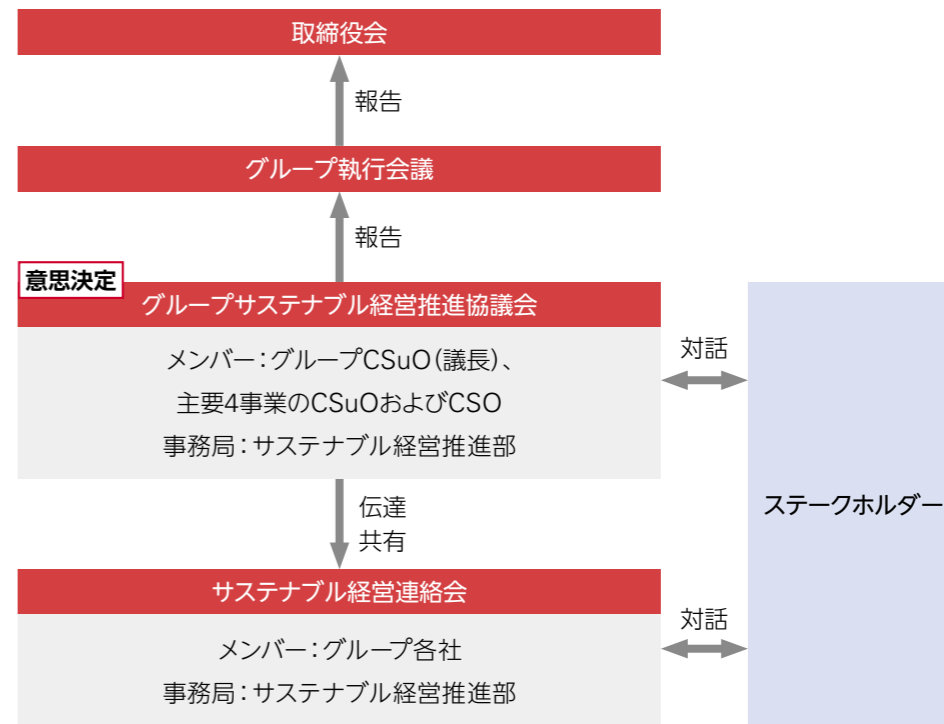 取締役会
報告
グループ執行会議
報告
意思決定
グループサステナブル経営推進協議会
メンバー：グループCSuO（議長）、
主要4事業のCSuOおよびCSO
事務局：サステナブル経営推進部
対話
伝達
共有
ステークホルダー
サステナブル経営連絡会
メンバー：グループ各社
事務局：サステナブル経営推進部
対話